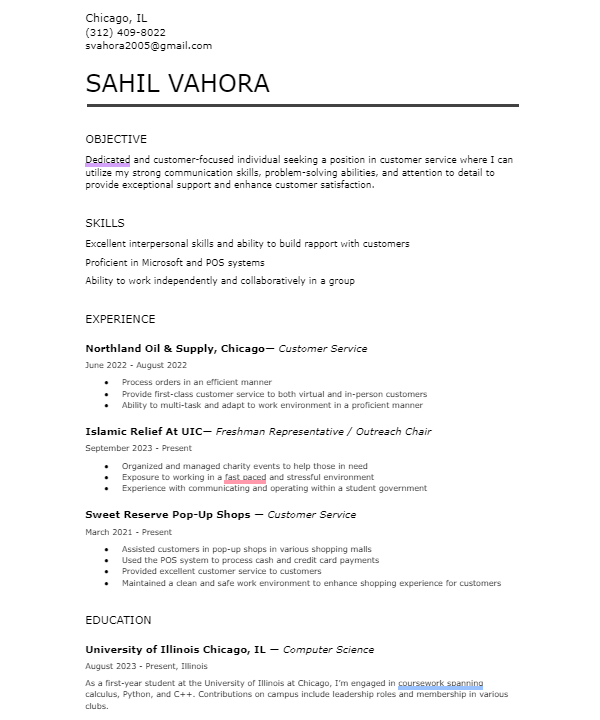 Chicago, IL
(312) 409-8022
svahora2005@gmail.com
SAHIL VAHORA
OBJECTIVE
Dedicated and customer-focused individual seeking a position in customer service where I can
utilize my strong communication skills, problem-solving abilities, and attention to detail to
provide exceptional support and enhance customer satisfaction.
SKILLS
Excellent interpersonal skills and ability to build rapport with customers
Proficient in Microsoft and POS systems
Ability to work independently and collaboratively in a group
EXPERIENCE
Northland Oil & Supply, Chicago— Customer Service
June 2022 - August 2022
● Process orders in an efficient manner
● Provide first-class customer service to both virtual and in-person customers
● Ability to multi-task and adapt to work environment in a proficient manner
Islamic Relief At UIC— Freshman Representative / Outreach Chair
September 2023 - Present
● Organized and managed charity events to help those in need
● Exposure to working in a fast paced and stressful environment
● Experience with communicating and operating within a student government
Sweet Reserve Pop-Up Shops — Customer Service
March 2021 - Present
● Assisted customers in pop-up shops in various shopping malls
● Used the POS system to process cash and credit card payments
● Provided excellent customer service to customers
● Maintained a clean and safe work environment to enhance shopping experience for customers
EDUCATION
University of Illinois Chicago, IL — Computer Science
August 2023 - Present, Illinois
As a first-year student at the University of Illinois at Chicago, I'm engaged in coursework spanning
calculus, Python, and C++. Contributions on campus include leadership roles and membership in various
clubs.